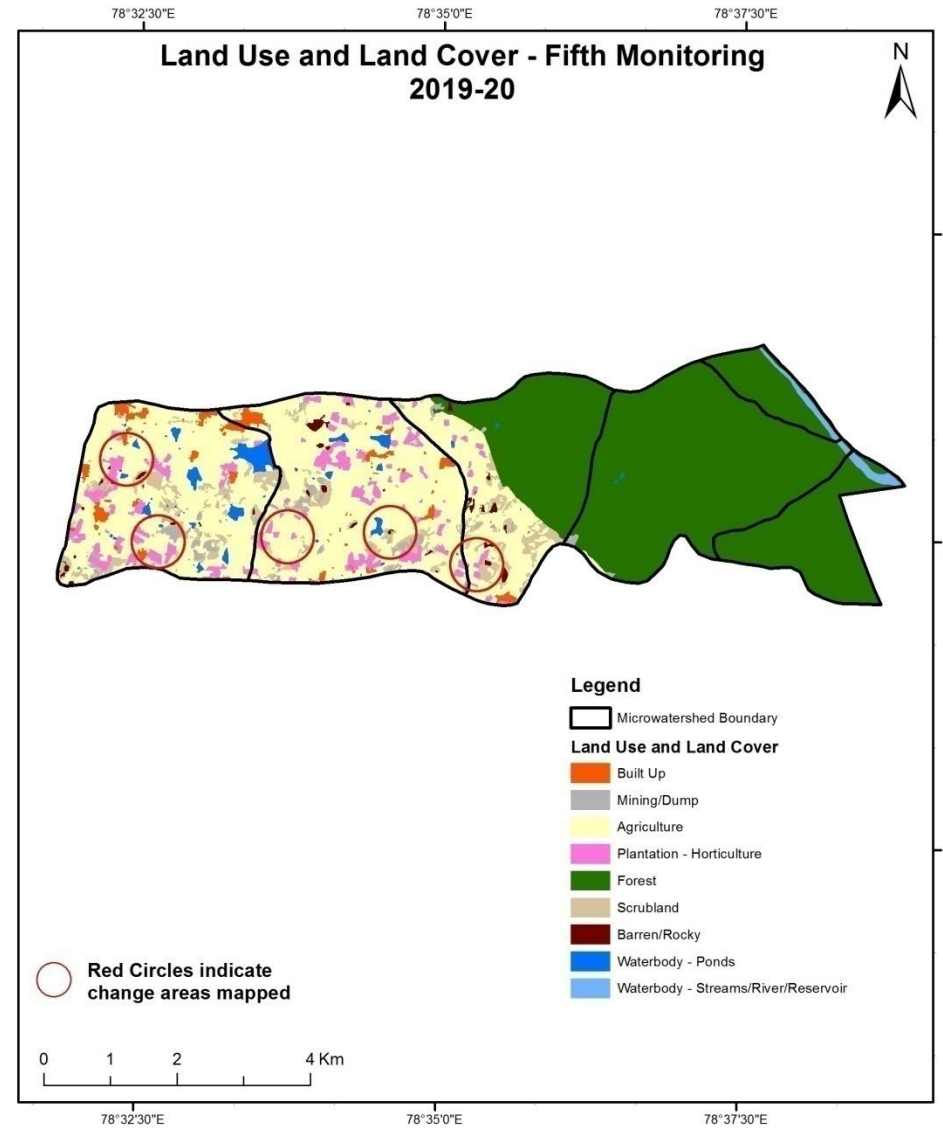 78°32'30"E 78°35'0"E 78°37'30"E
Land Use and Land Cover - Fifth Monitoring
2019-20
N
Legend
Microwatershed Boundary
Land Use and Land Cover
Built Up
Mining/Dump
Agriculture
Plantation - Horticulture
Forest
Scrubland
Barren/Rocky
Waterbody - Ponds
Waterbody - Streams/River/Reservoir
Red Circles indicate
change areas mapped
0 1 2 4 Km
78°32'30"E 78°35'0"E 78°37'30"E